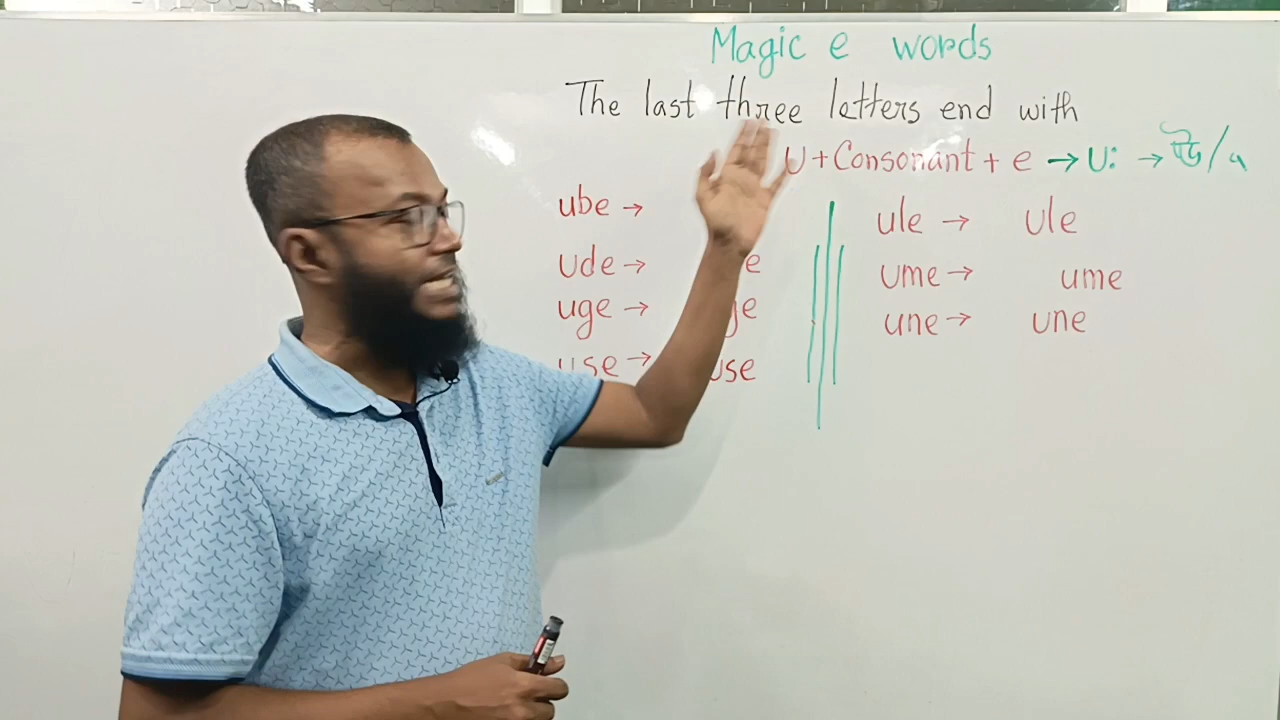 Magic e words
The last three letters end with
U + Consonant + e → U: → ঊ/ূ
ube →
ude → e
uge → ge
use → use
ule → ule
ume → ume
une → une